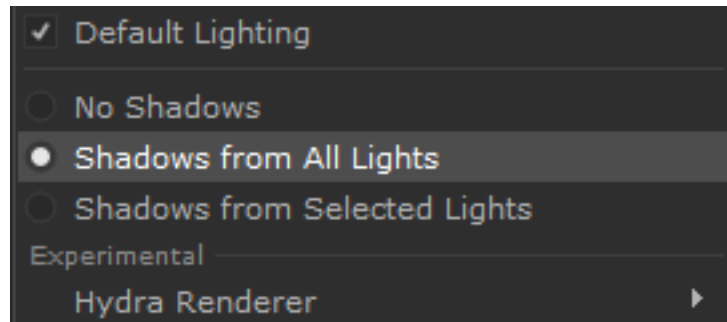 Default Lighting
No Shadows
Shadows from All Lights
Shadows from Selected Lights
Experimental
Hydra Renderer